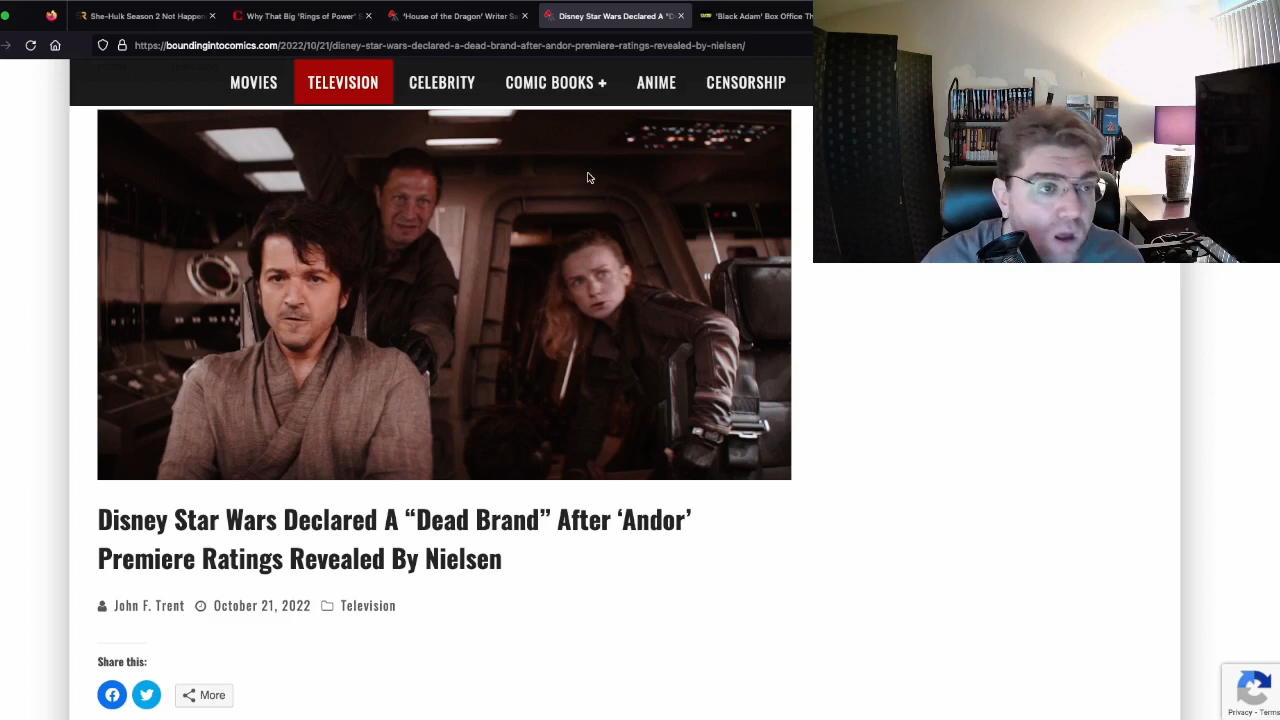 She-Hulk Season 2 Not Happen
Why That Big 'Rings of Power' S
'House of the Dragon' Writer Sa
Disney Star Wars Declared A "D
'Black Adam' Box Office Th
https://boundingintocomics.com/2022/10/21/disney-star-wars-declared-a-dead-brand-after-andor-premiere-ratings-revealed-by-nielsen/
MOVIES TELEVISION CELEBRITY COMIC BOOKS + ANIME CENSORSHIP
Disney Star Wars Declared A “Dead Brand” After ‘Andor’
Premiere Ratings Revealed By Nielsen
John F. Trent October 21, 2022 Television
Share this:
More
Privacy - Terms